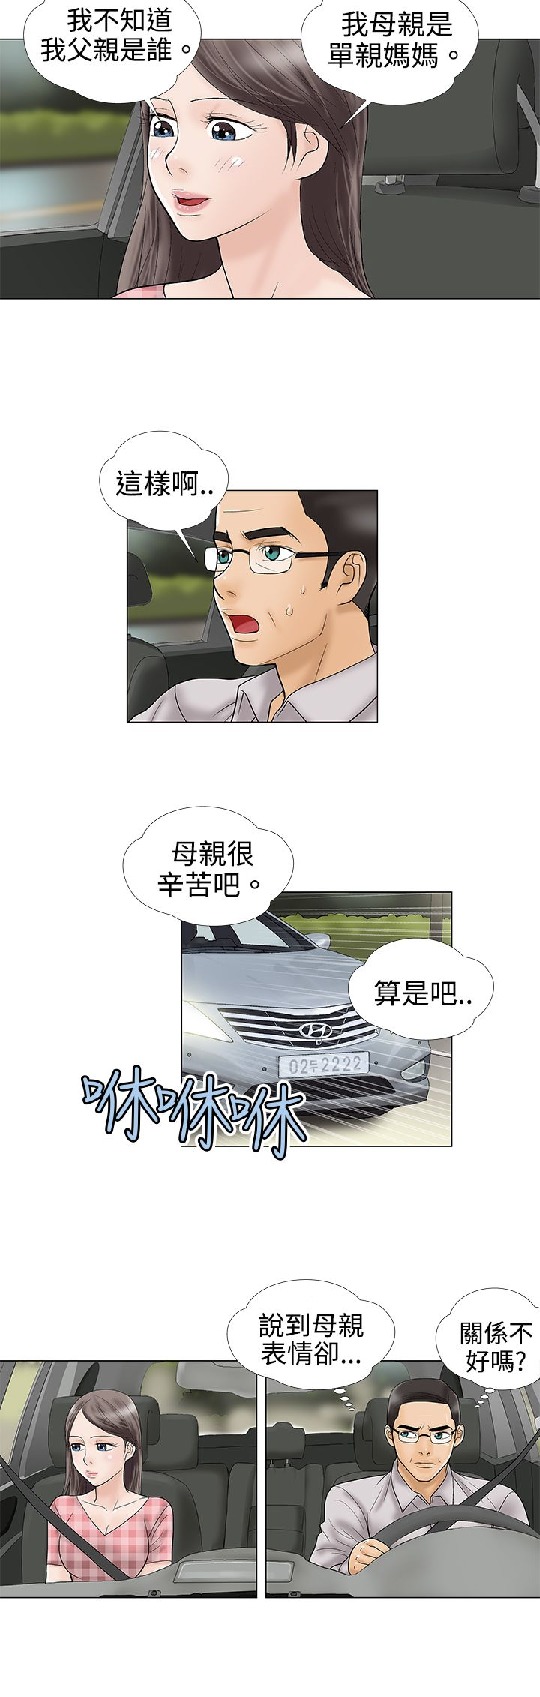 我不知道
我父親是誰。
我母親是
單親媽媽。
這樣啊..
母親很
辛苦吧。
算是吧..
02두2222
咻咻咻
說到母親
表情卻...
關係不
好嗎?